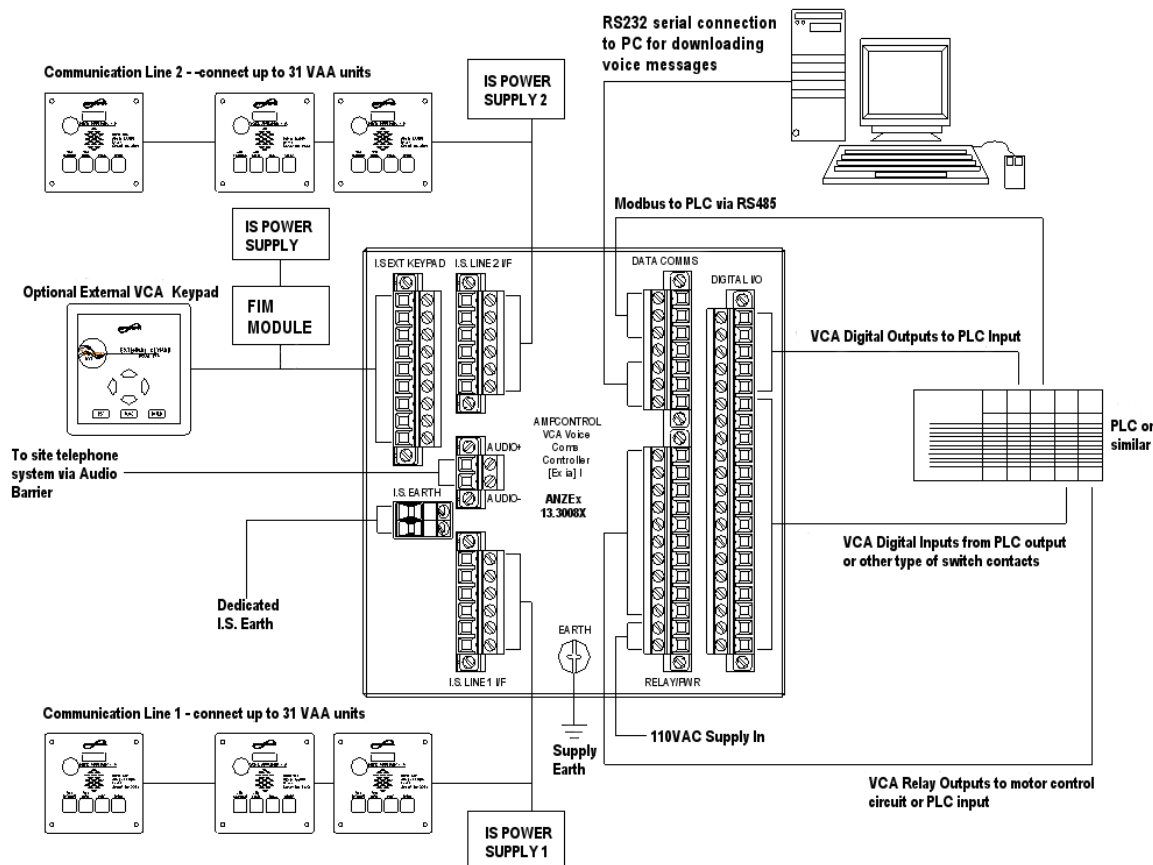 RS232 serial connection
to PC for downloading
voice messages
Communication Line 2 - -connect up to 31 VAA units
IS POWER
SUPPLY 2
IS POWER
SUPPLY
Modbus to PLC via RS485
I.S EXT KEYPAD
I.S. LINE 2 I/F
DATA COMMS
DIGITAL I/O
Optional External VCA Keypad
FIM
MODULE
VCA Digital Outputs to PLC Input
To site telephone
system via Audio
Barrier
AUDIO+
AMPCONTROL
VCA Voice
Coms
Controller
[Ex ia] I
PLC or
similar
I.S. EARTH
AUDIO-
ANZEx
13.3008X
VCA Digital Inputs from PLC output
or other type of switch contacts
Dedicated
I.S. Earth
EARTH
I.S. LINE 1 I/F
RELAY/PWR
Communication Line 1 - connect up to 31 VAA units
Supply
Earth
110VAC Supply In
VCA Relay Outputs to motor control
circuit or PLC input
IS POWER
SUPPLY 1